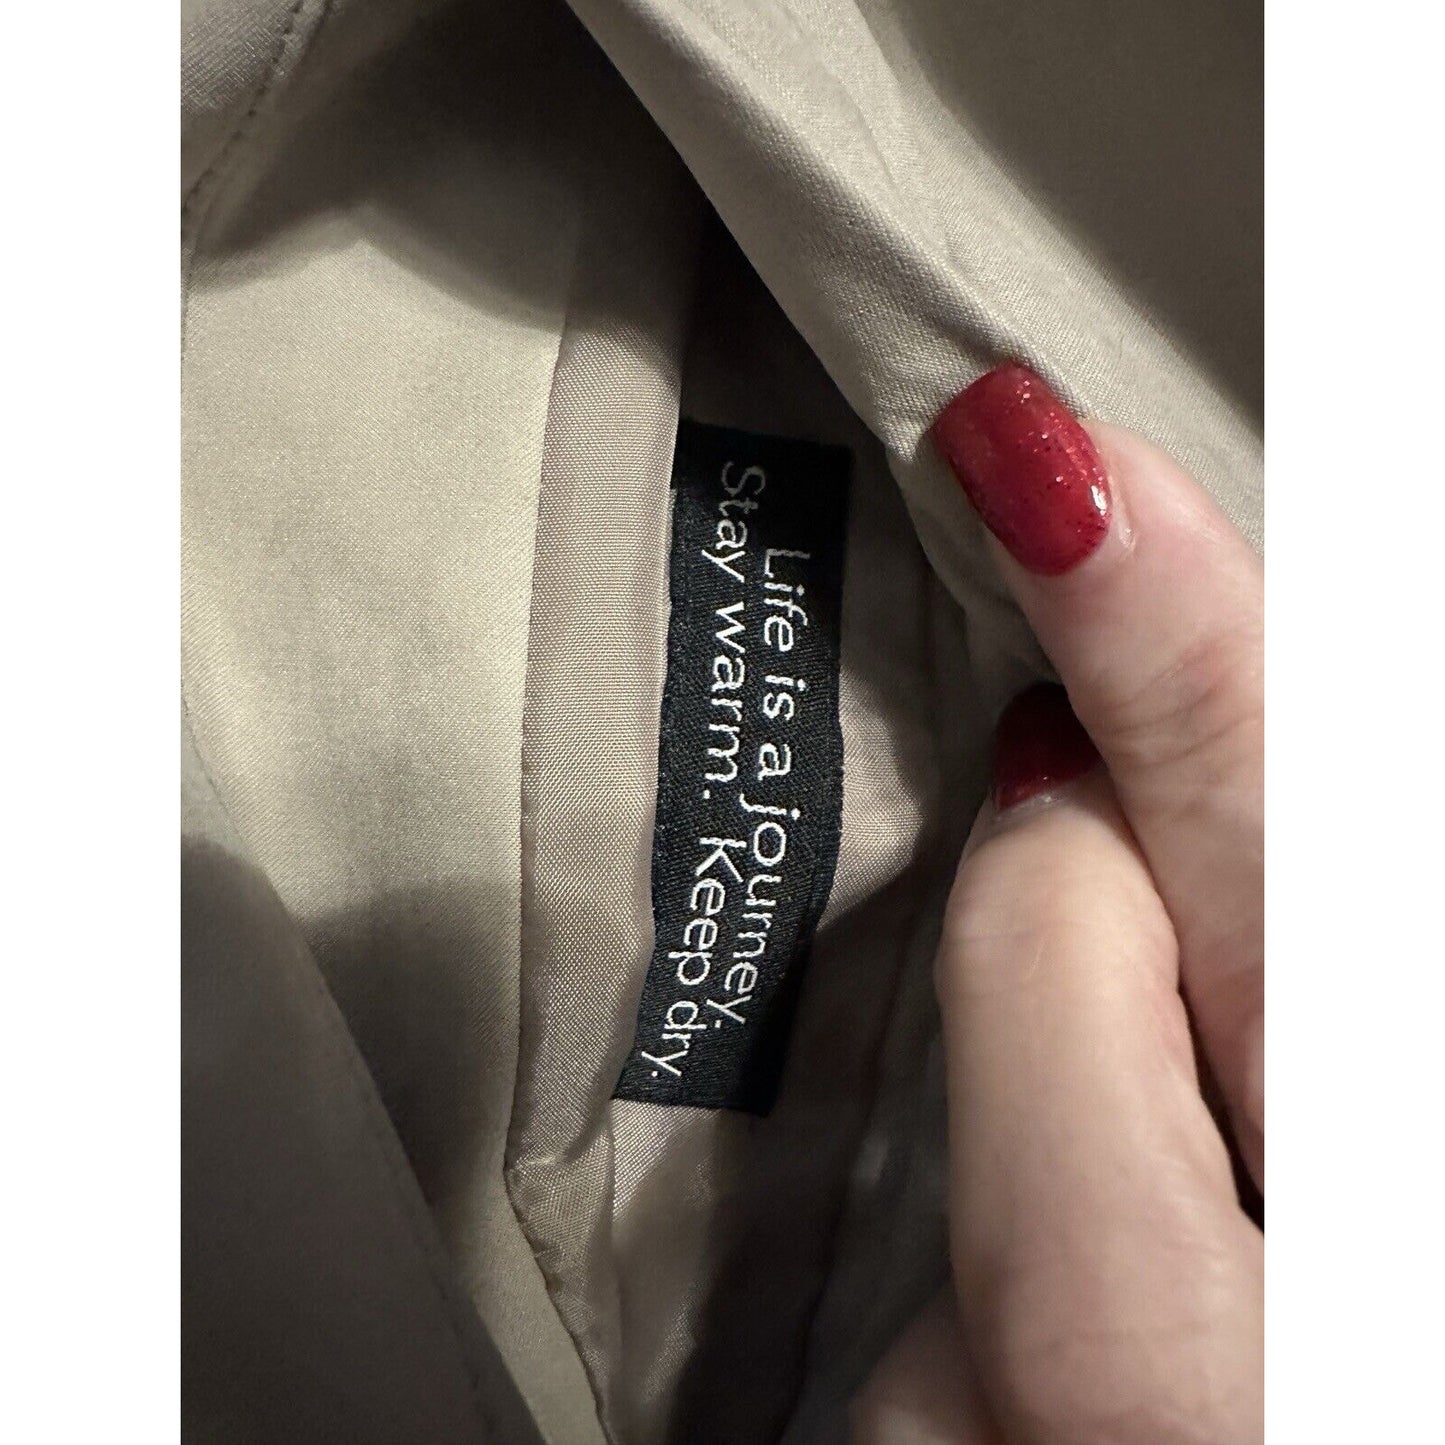 Life is a journey.
Stay warm. Keep dry.